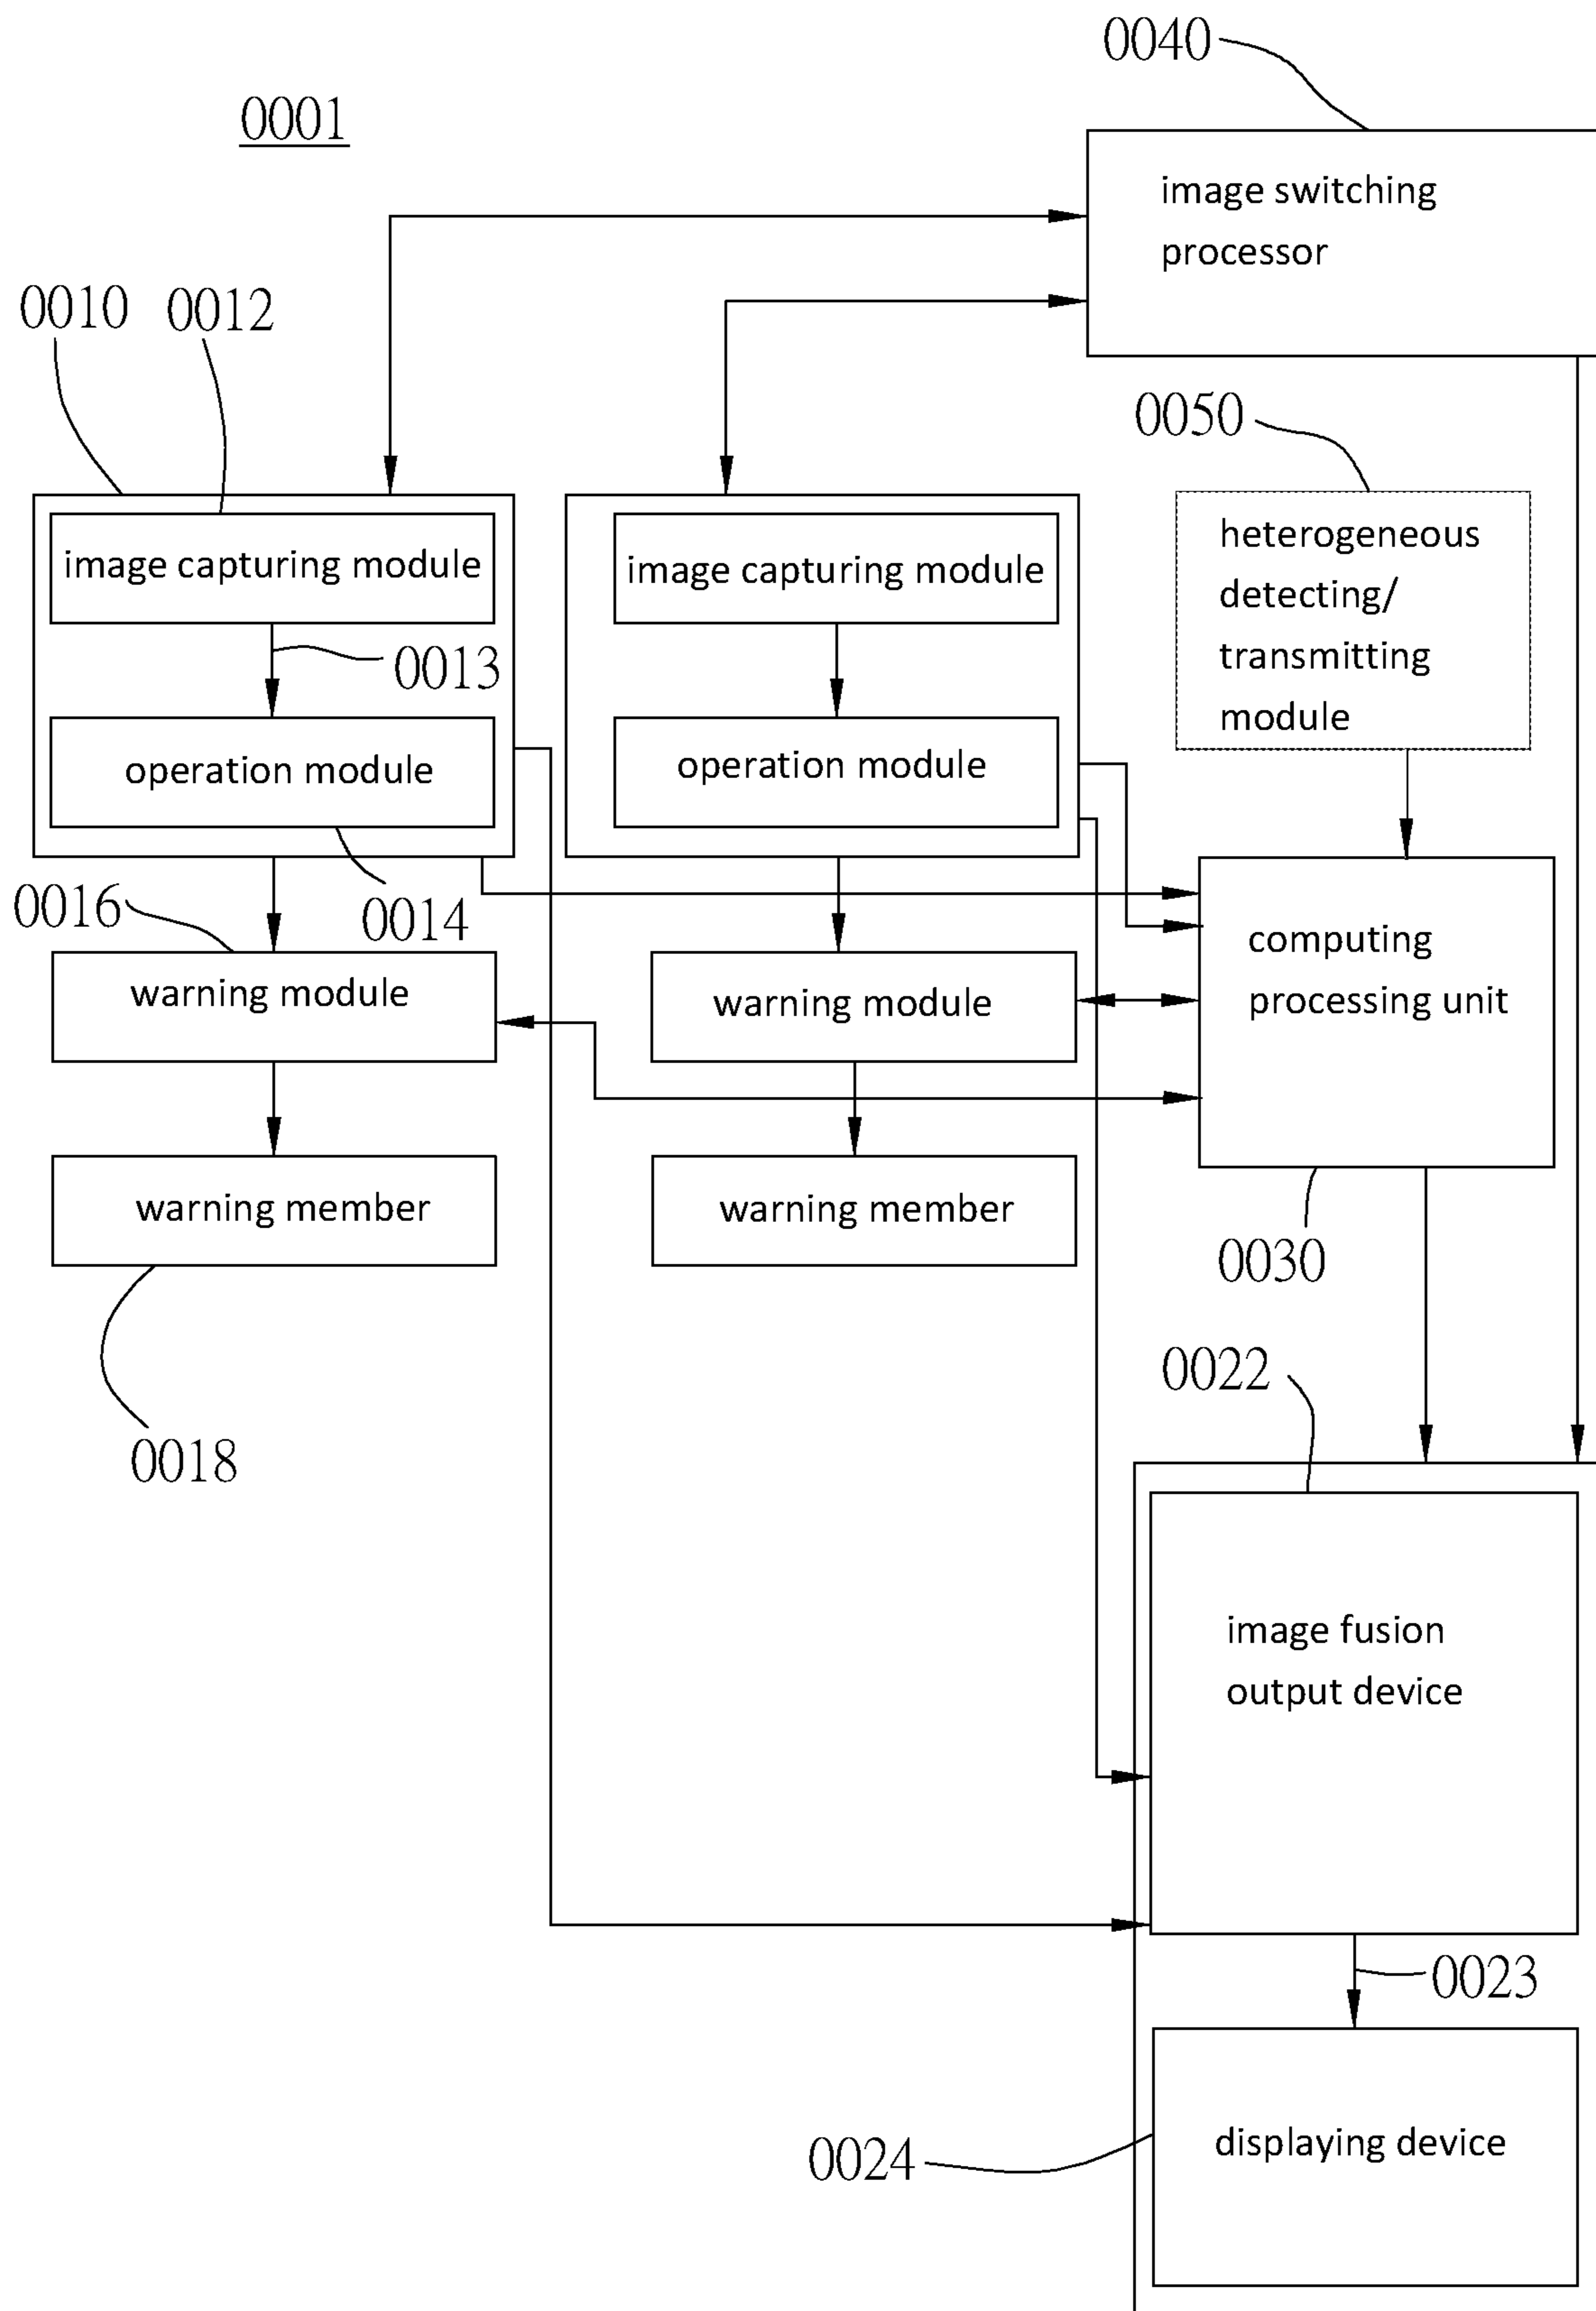 0040
0001
image switching
processor
0010
0012
0050
heterogeneous
detecting/
transmitting
module
image capturing module
image capturing module
0013
operation module
operation module
0014
0016
computing
processing unit
warning module
warning module
warning member
warning member
0030
0018
0022
image fusion
output device
0023
displaying device
0024